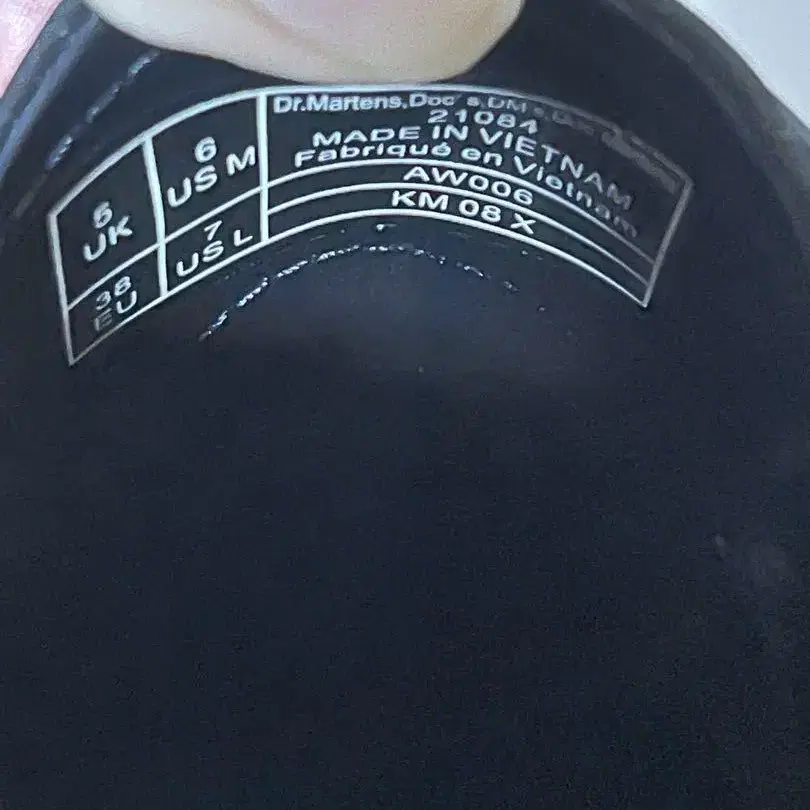 5
UK
6
US M
38
EU
7
US L
Dr.Martens,Doc's,DM's,
21084
MADE IN VIETNAM
Fabriqué en Vietnam
AW006
KM 08 X